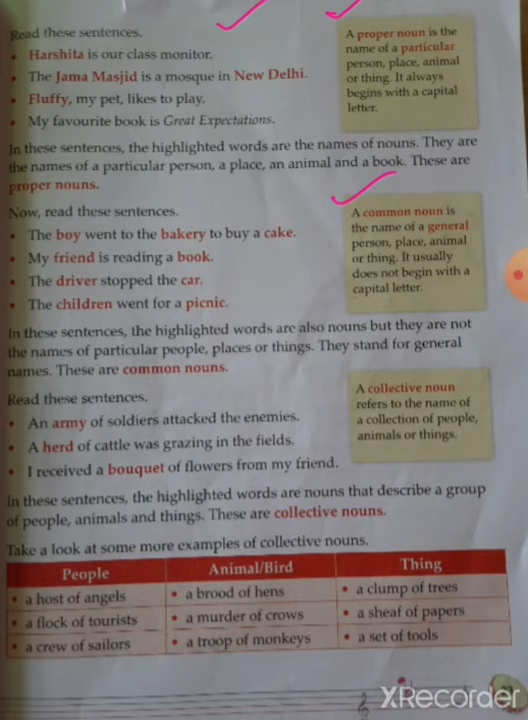 Read these sentences.
• Harshita is our class monitor.
• The Jama Masjid is a mosque in New Delhi.
• Fluffy, my pet, likes to play.
• My favourite book is Great Expectations.
A proper noun is the
name of a particular
person, place, animal
or thing. It always
begins with a capital
letter.
In these sentences, the highlighted words are the names of nouns. They are
the names of a particular person, a place, an animal and a book. These are
proper nouns.
Now, read these sentences.
• The boy went to the bakery to buy a cake.
• My friend is reading a book.
• The driver stopped the car.
• The children went for a picnic.
A common noun is
the name of a general
person, place, animal
or thing. It usually
does not begin with a
capital letter.
In these sentences, the highlighted words are also nouns but they are not
the names of particular people, places or things. They stand for general
names. These are common nouns.
Read these sentences.
• An army of soldiers attacked the enemies.
• A herd of cattle was grazing in the fields.
• I received a bouquet of flowers from my friend.
A collective noun
refers to the name of
a collection of people,
animals or things.
In these sentences, the highlighted words are nouns that describe a group
of people, animals and things. These are collective nouns.
Take a look at some more examples of collective nouns.
People Animal/Bird Thing
• a host of angels • a brood of hens • a clump of trees
• a flock of tourists • a murder of crows • a sheaf of papers
• a crew of sailors • a troop of monkeys • a set of tools
XRecorder